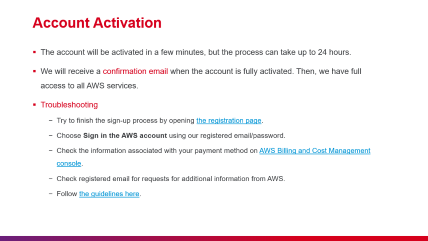 Account Activation
▪ The account will be activated in a few minutes, but the process can take up to 24 hours.
▪ We will receive a confirmation email when the account is fully activated. Then, we have full
access to all AWS services.
▪ Troubleshooting
− Try to finish the sign-up process by opening the registration page.
− Choose Sign in the AWS account using our registered email/password.
− Check the information associated with your payment method on AWS Billing and Cost Management
console.
− Check registered email for requests for additional information from AWS.
− Follow the guidelines here.